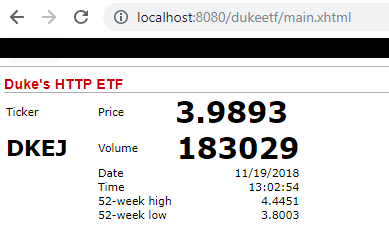 localhost:8080/dukeetf/main.xhtml
Duke's HTTP ETF
Ticker Price 3.9893
DKEJ Volume 183029
Date 11/19/2018
Time 13:02:54
52-week high 4.4451
52-week low 3.8003